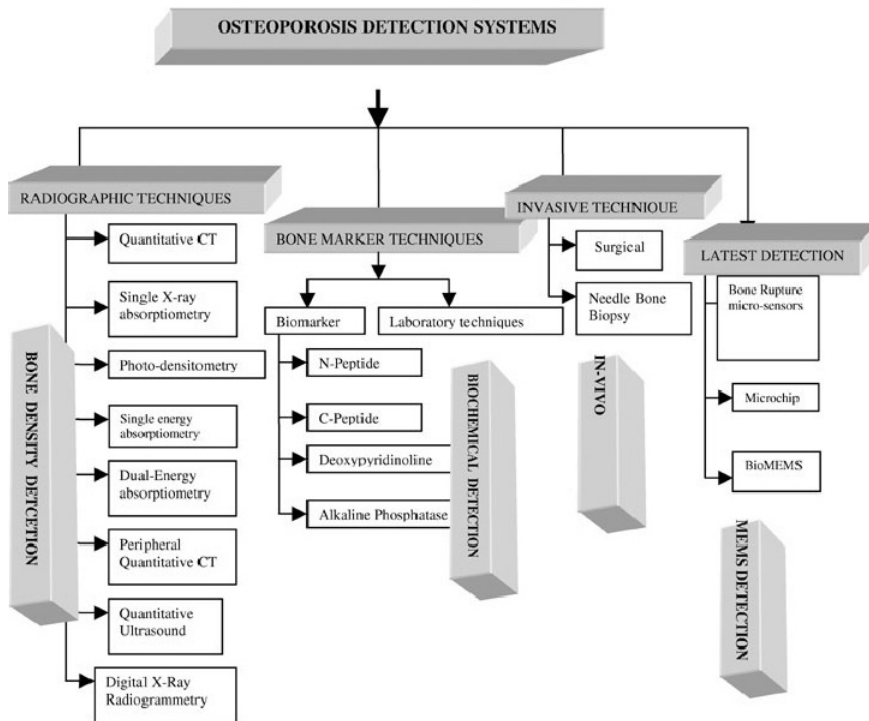 OSTEOPOROSIS DETECTION SYSTEMS
RADIOGRAPHIC TECHNIQUES
Quantitative CT
Single X-ray
absorptiometry
Photo-densitometry
Single energy
absorptiometry
Dual-Energy
absorptiometry
Peripheral
Quantitative CT
Quantitative
Ultrasound
Digital X-Ray
Radiogrammetry
BONE DENSITY DETCETION
BONE MARKER TECHNIQUES
Biomarker
Laboratory techniques
N-Peptide
C-Peptide
Deoxypyridinoline
Alkaline Phosphatase
BIOCHEMICAL DETECTION
INVASIVE TECHNIOUE
Surgical
Needle Bone
Biopsy
IN-VIVO
LATEST DETECTION
Bone Rupture
micro-sensors
Microchip
BioMEMS
MEMS DETECTION